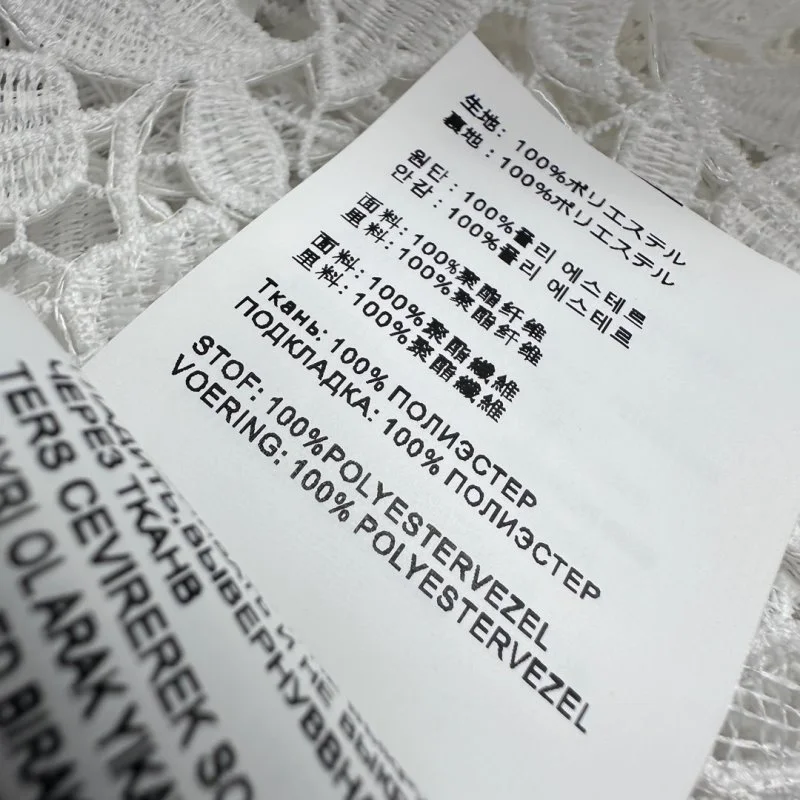 生地: 100%ポリエステル
裏地: 100%ポリエステル
원단: 100%폴리 에스테르
안감: 100%폴리 에스테르
面料: 100%聚酯纤维
里料: 100%聚酯纤维
面料: 100%聚酯纖維
里料: 100%聚酯纖維
Ткань: 100% ПОЛИЭСТЕР
ПОДКЛАДКА: 100% ПОЛИЭСТЕР
STOF: 100%POLYESTERVEZEL
VOERING: 100% POLYESTERVEZEL
ЧЕРЕЗ ТКАНВ
TERS CEVIREREK
OLARAK